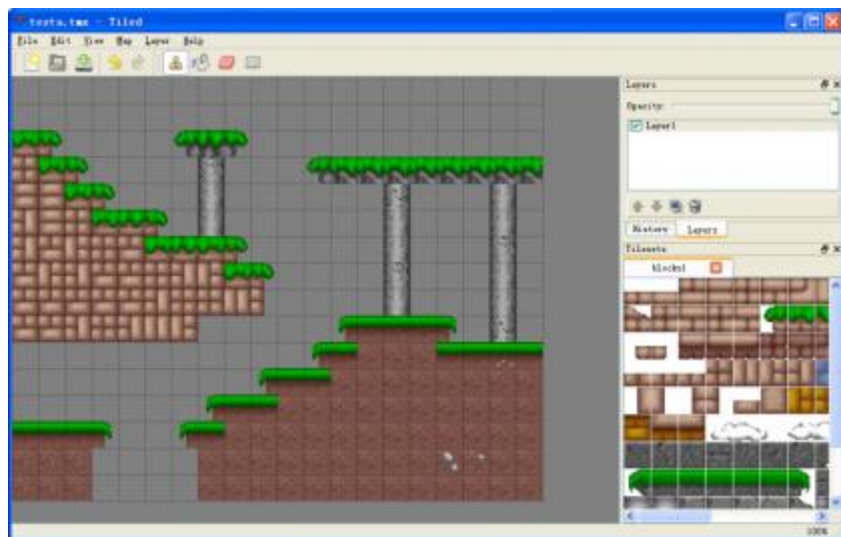 testa.tmx - Tiled
File Edit View Map Layer Help
Layers
Opacity:
Layer1
History Layers
Tilesets
blocks1
100%